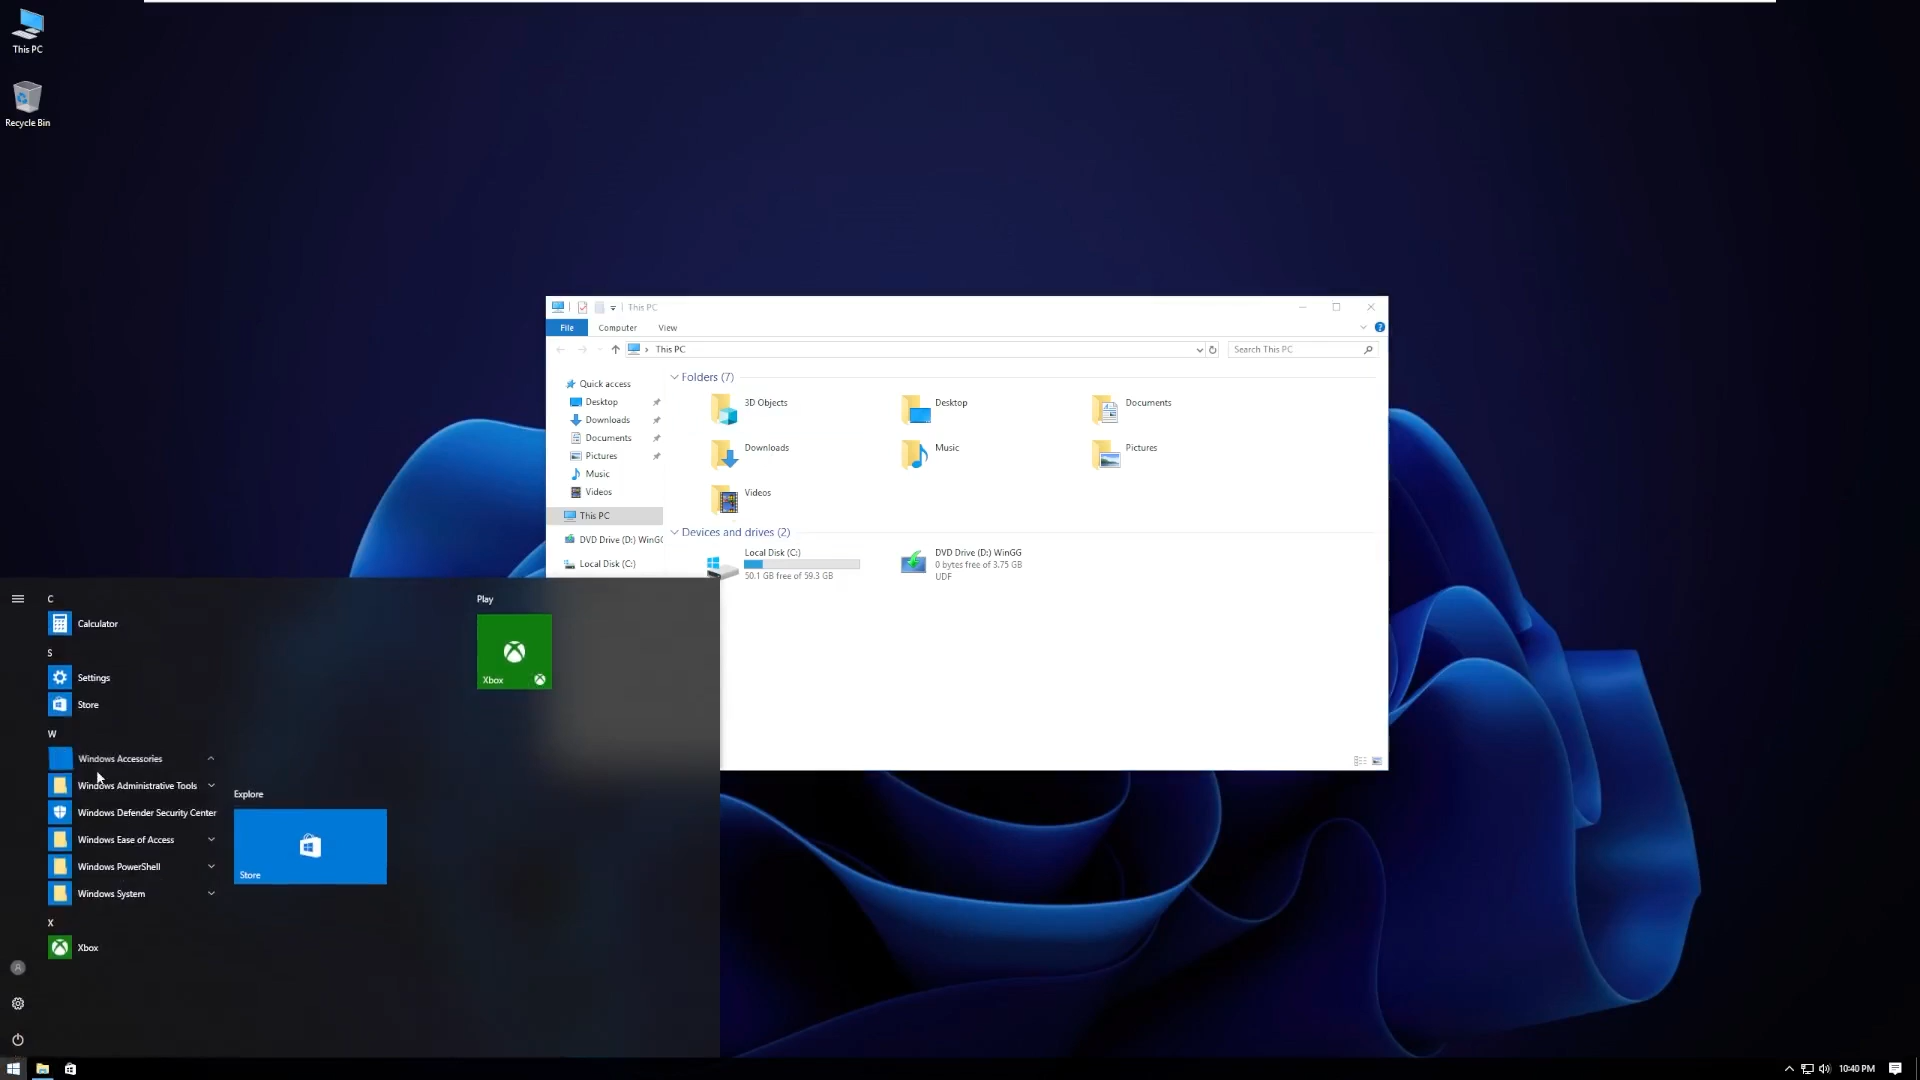 This PC
Recycle Bin
This PC
File
Computer
View
This PC
Search This PC
Quick access
Desktop
Downloads
Documents
Pictures
Music
Videos
This PC
DVD Drive (D:) WinGG
Local Disk (C:)
Folders (7)
3D Objects
Desktop
Documents
Downloads
Music
Pictures
Videos
Devices and drives (2)
Local Disk (C:)
50.1 GB free of 59.3 GB
DVD Drive (D:) WinGG
0 bytes free of 3.75 GB
UDF
C
Calculator
S
Settings
Store
W
Windows Accessories
Windows Administrative Tools
Windows Defender Security Center
Windows Ease of Access
Windows PowerShell
Windows System
X
Xbox
Play
Xbox
Explore
Store
10:40 PM